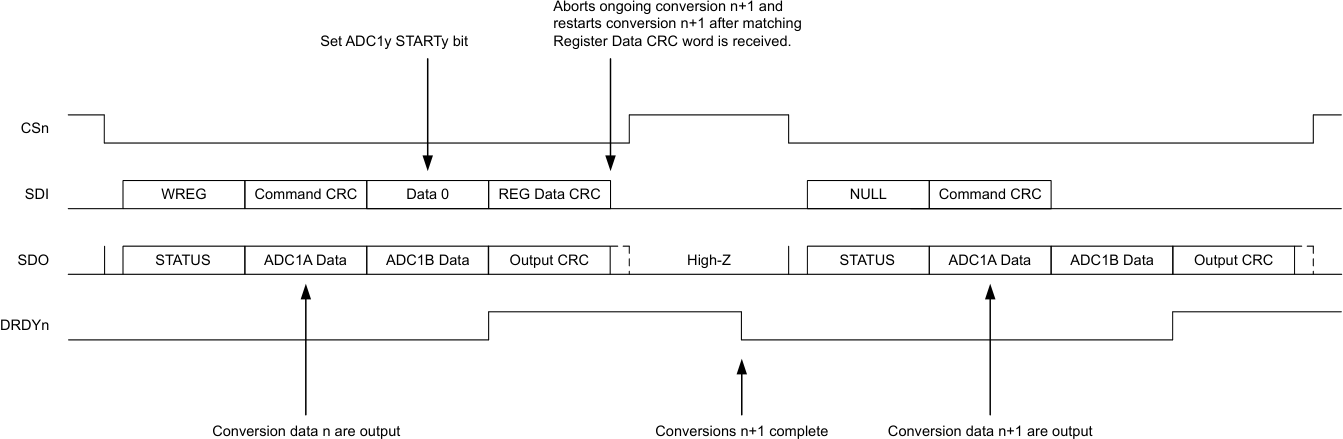 Aborts ongoing conversion n+1 and
restarts conversion n+1 after matching
Register Data CRC word is received.
Set ADC1y STARTy bit
CSn
SDI WREG Command CRC Data 0 REG Data CRC NULL Command CRC
SDO STATUS ADC1A Data ADC1B Data Output CRC High-Z STATUS ADC1A Data ADC1B Data Output CRC
DRDYn
Conversion data n are output Conversions n+1 complete Conversion data n+1 are output